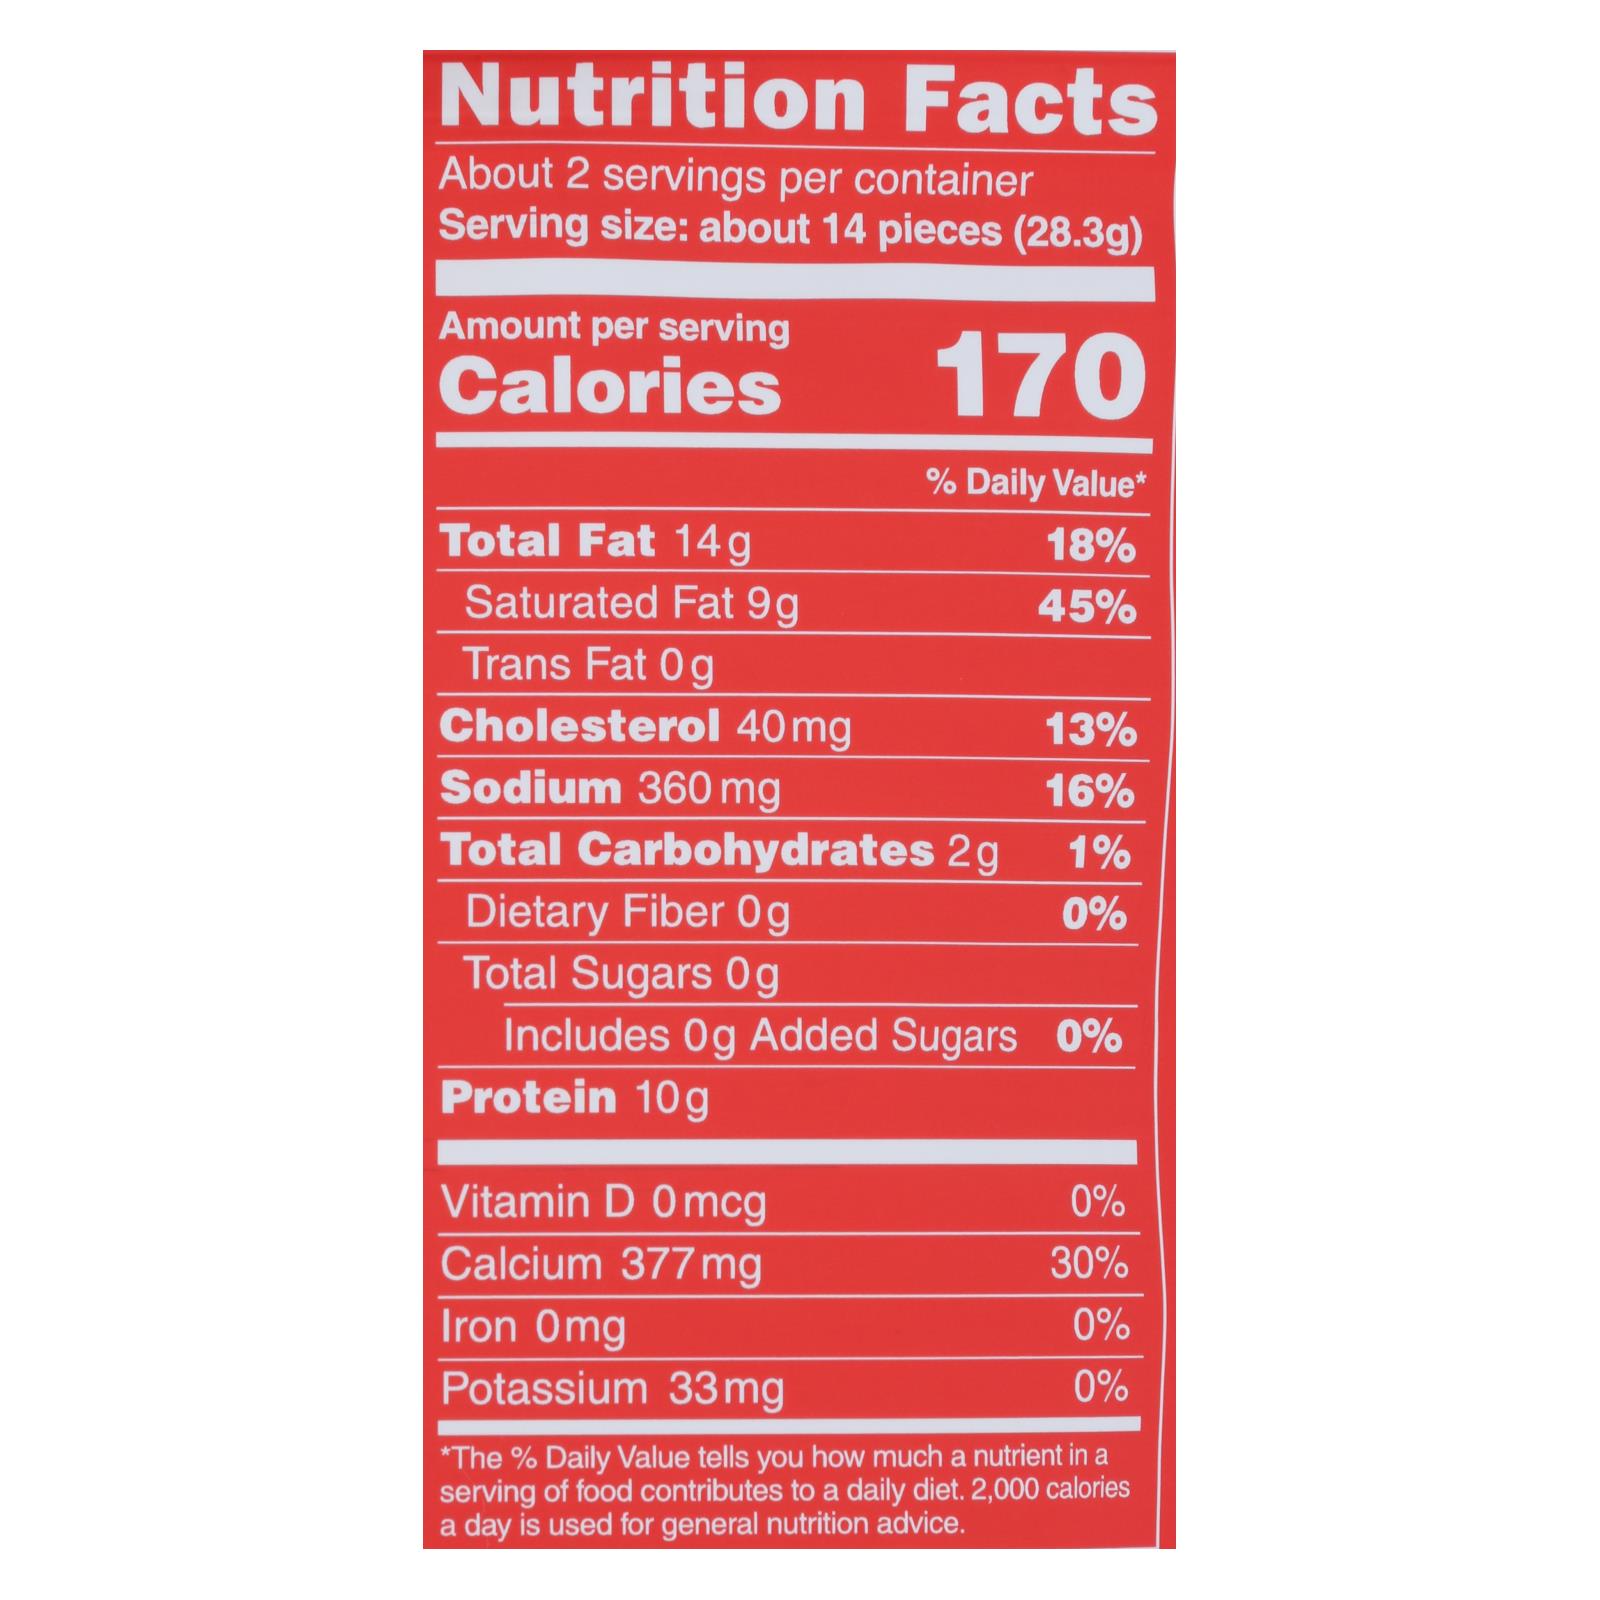 Nutrition Facts
About 2 servings per container
Serving size: about 14 pieces (28.3g)
Amount per serving
Calories 170
% Daily Value*
Total Fat 14g 18%
Saturated Fat 9g 45%
Trans Fat 0g
Cholesterol 40mg 13%
Sodium 360mg 16%
Total Carbohydrates 2g 1%
Dietary Fiber 0g 0%
Total Sugars 0g
Includes 0g Added Sugars 0%
Protein 10g
Vitamin D 0mcg 0%
Calcium 377mg 30%
Iron 0mg 0%
Potassium 33mg 0%
*The % Daily Value tells you how much a nutrient in a
serving of food contributes to a daily diet. 2,000 calories
a day is used for general nutrition advice.